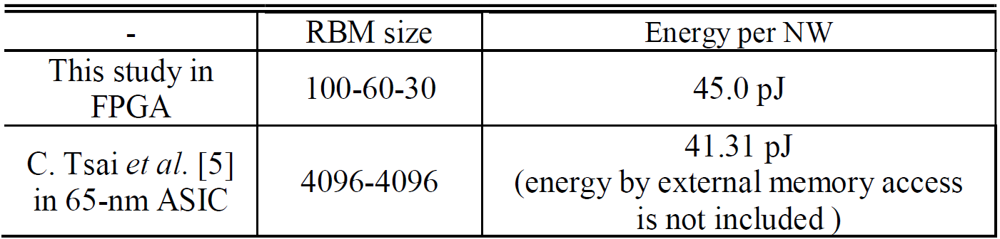 - RBM size Energy per NW
This study in
FPGA
100-60-30
45.0 pJ
C. Tsai et al. [5]
in 65-nm ASIC
4096-4096
41.31 pJ
(energy by external memory access
is not included )